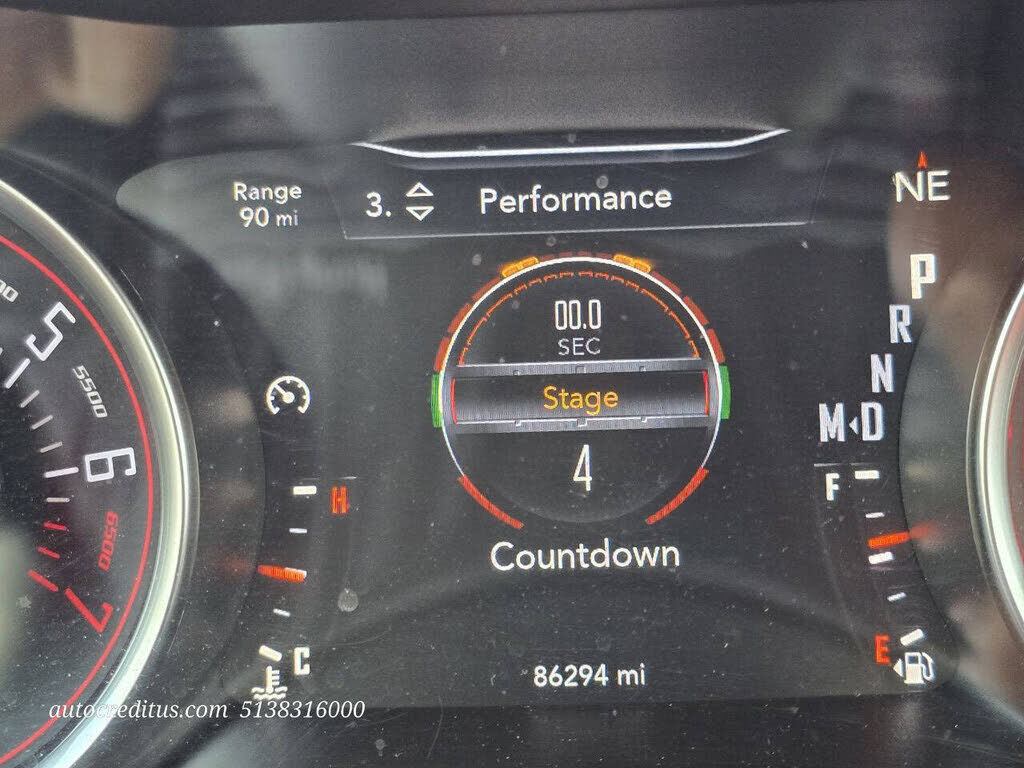 Range
90 mi
3. Performance
NE
00.0
SEC
Stage
4
Countdown
86294 mi
5
5500
6
6500
7
H
C
P
R
N
M◂D
F
E
autocreditus.com 5138316000